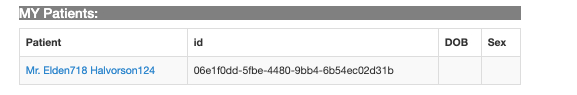 MY Patients:
Patient id DOB Sex
Mr. Elden718 Halvorson124 06e1f0dd-5fbe-4480-9bb4-6b54ec02d31b